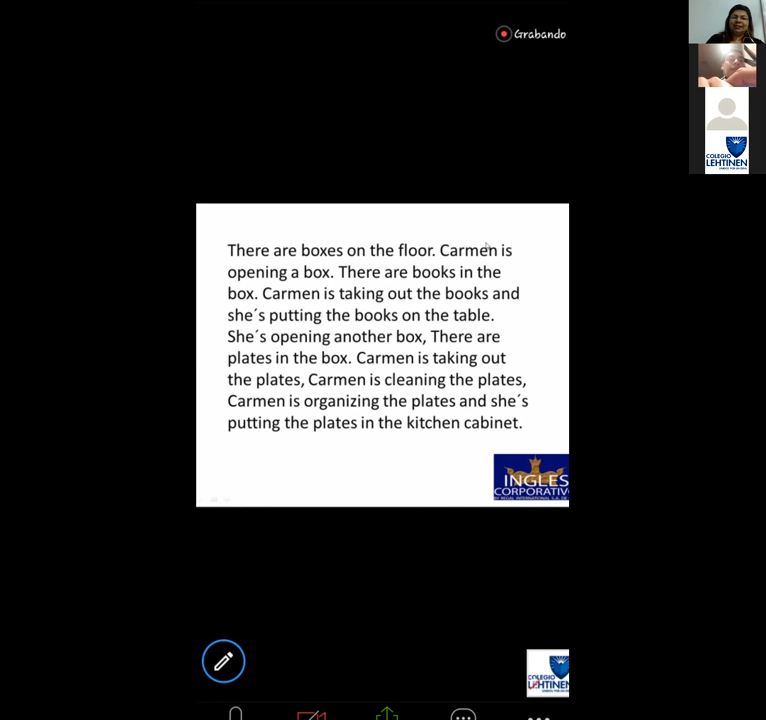 Grabando
COLEGIO
LEHTINEN
There are boxes on the floor. Carmen is
opening a box. There are books in the
box. Carmen is taking out the books and
she´s putting the books on the table.
She´s opening another box, There are
plates in the box. Carmen is taking out
the plates, Carmen is cleaning the plates,
Carmen is organizing the plates and she´s
putting the plates in the kitchen cabinet.
INGLES
CORPORATIV
COLEGIO
LEHTINEN